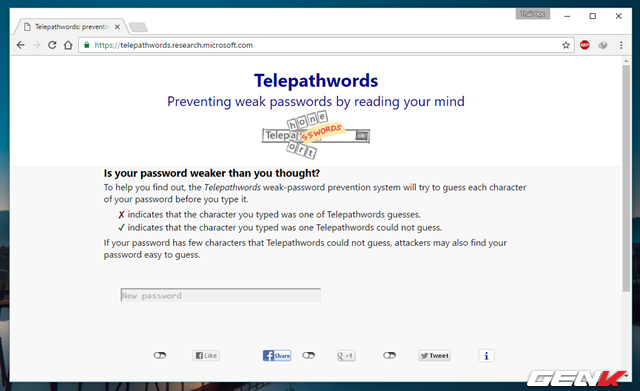 Telepathwords: preventin
https://telepathwords.research.microsoft.com
ABP
Telepathwords
Preventing weak passwords by reading your mind
hone
Telepa
sswords
ort
Is your password weaker than you thought?
To help you find out, the Telepathwords weak-password prevention system will try to guess each character
of your password before you type it.
✗ indicates that the character you typed was one of Telepathwords guesses.
✓ indicates that the character you typed was one Telepathwords could not guess.
If your password has few characters that Telepathwords could not guess, attackers may also find your
password easy to guess.
New password
Like
Share
g +1
Tweet
i
GENK